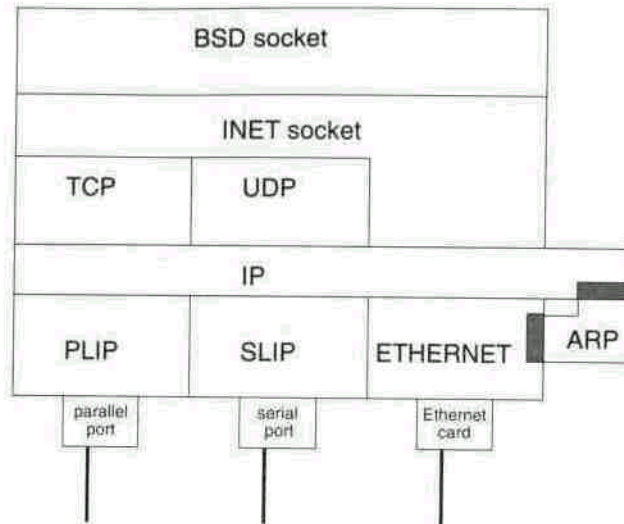 BSD socket
INET socket
TCP
UDP
IP
PLIP
SLIP
ETHERNET
ARP
parallel
port
serial
port
Ethernet
card